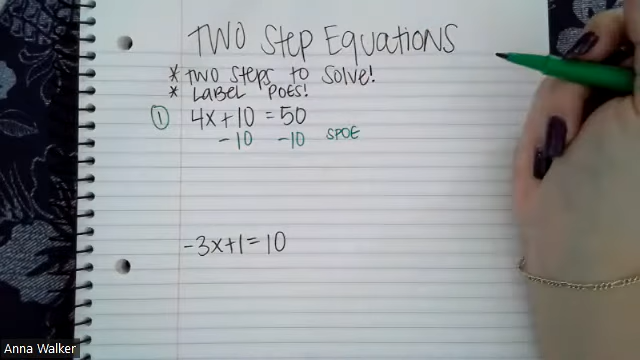 TWO Step Equations
* TWO Steps to Solve!
* LABEL POES!
① 4x+10 = 50
-10 -10 SPOE
-3x+1=10
Anna Walker